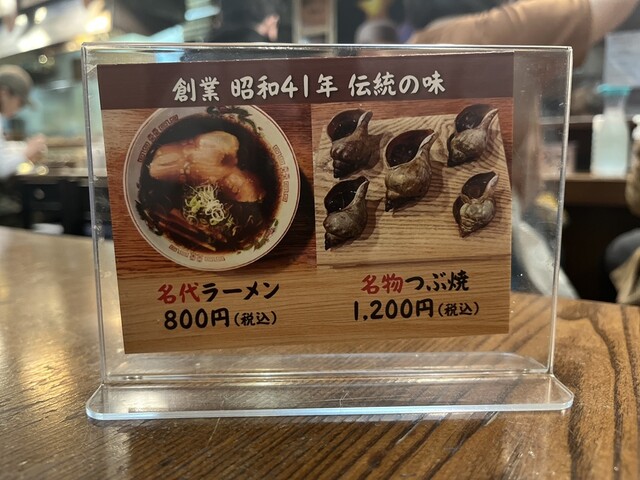 創業 昭和41年 伝統の味
名代ラーメン
800円(税込)
名物つぶ焼
1,200円(税込)